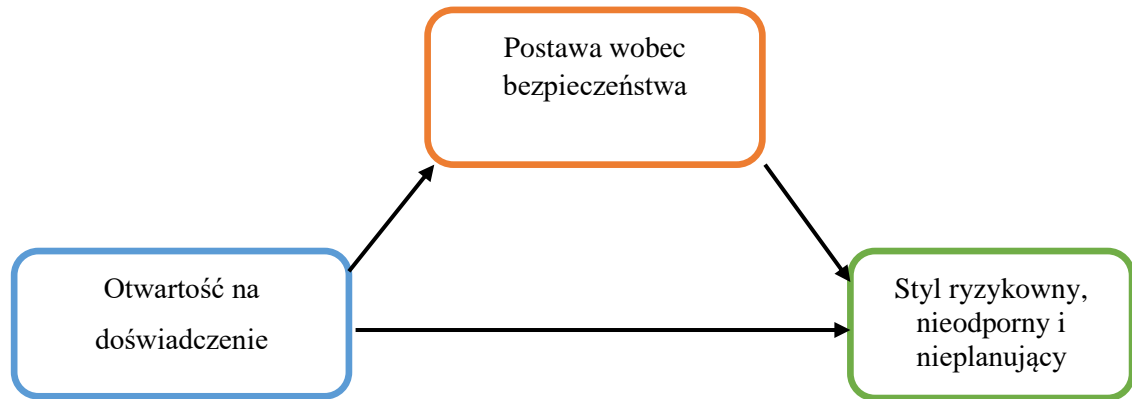 Postawa wobec
bezpieczeństwa
Otwartość na
doświadczenie
Styl ryzykowny,
nieodporny i
nieplanujący